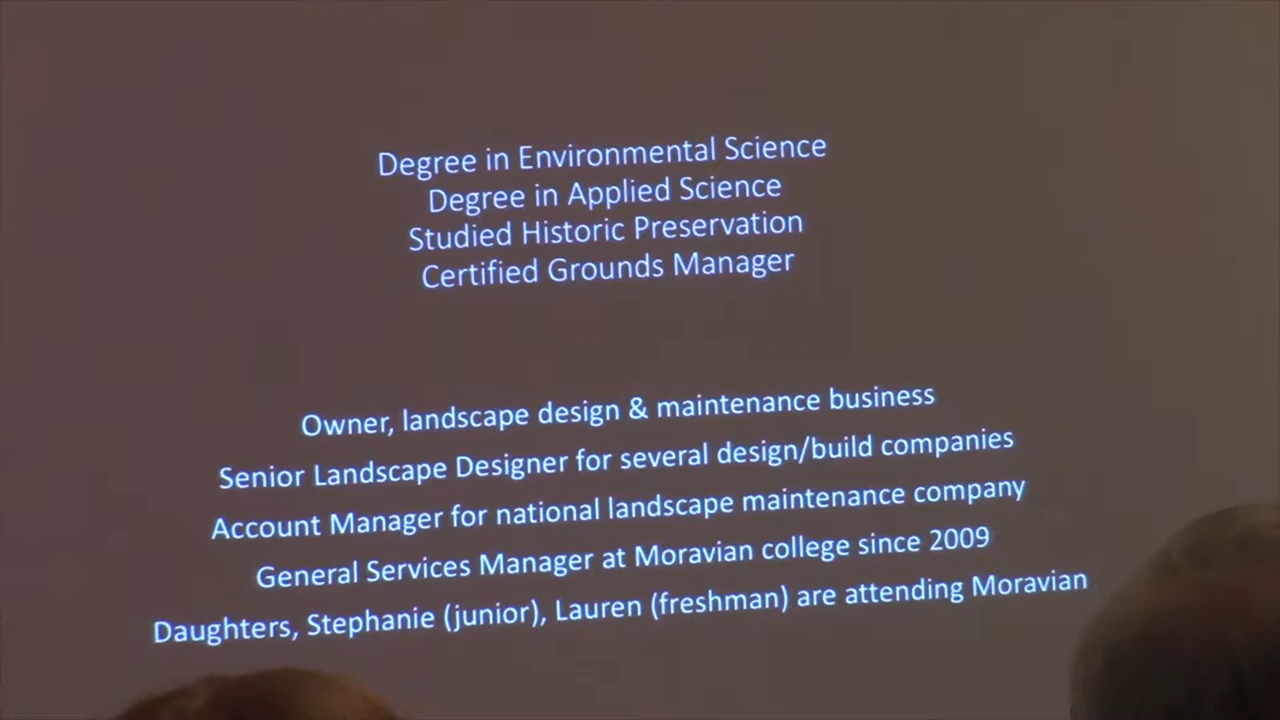 Degree in Environmental Science
Degree in Applied Science
Studied Historic Preservation
Certified Grounds Manager
Owner, landscape design & maintenance business
Senior Landscape Designer for several design/build companies
Account Manager for national landscape maintenance company
General Services Manager at Moravian college since 2009
Daughters, Stephanie (junior), Lauren (freshman) are attending Moravian